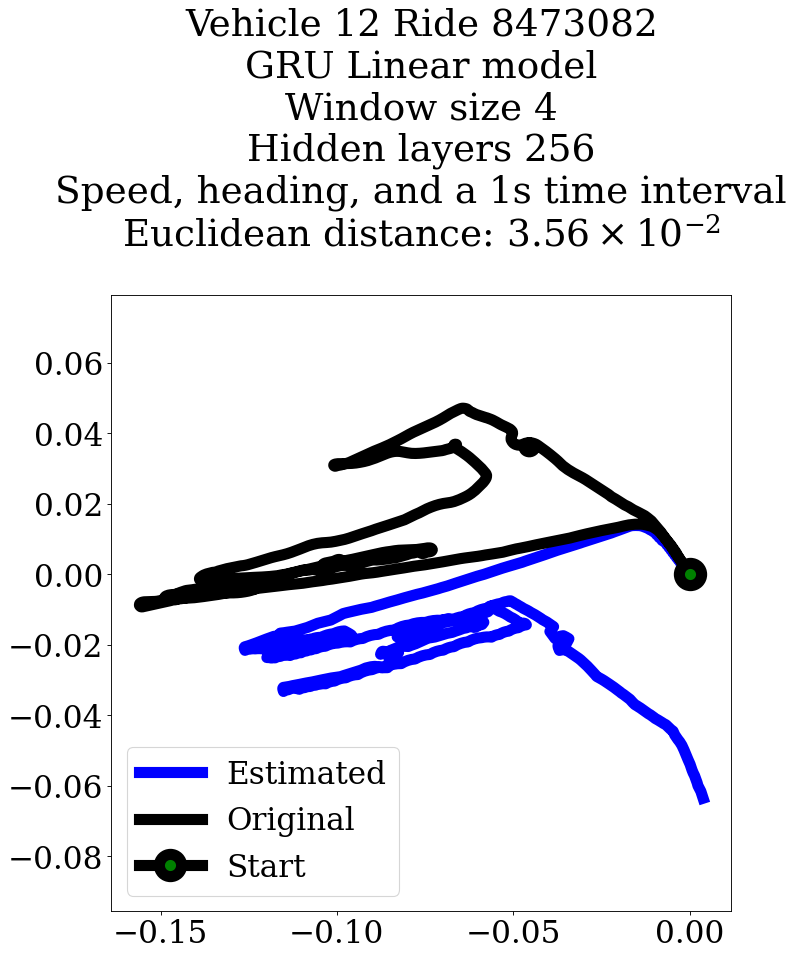 Vehicle 12 Ride 8473082
GRU Linear model
Window size 4
Hidden layers 256
Speed, heading, and a 1s time interval
Euclidean distance: 3.56 × 10⁻²
0.06
0.04
0.02
0.00
−0.02
−0.04
−0.06
−0.08
Estimated
Original
Start
−0.15 −0.10 −0.05 0.00